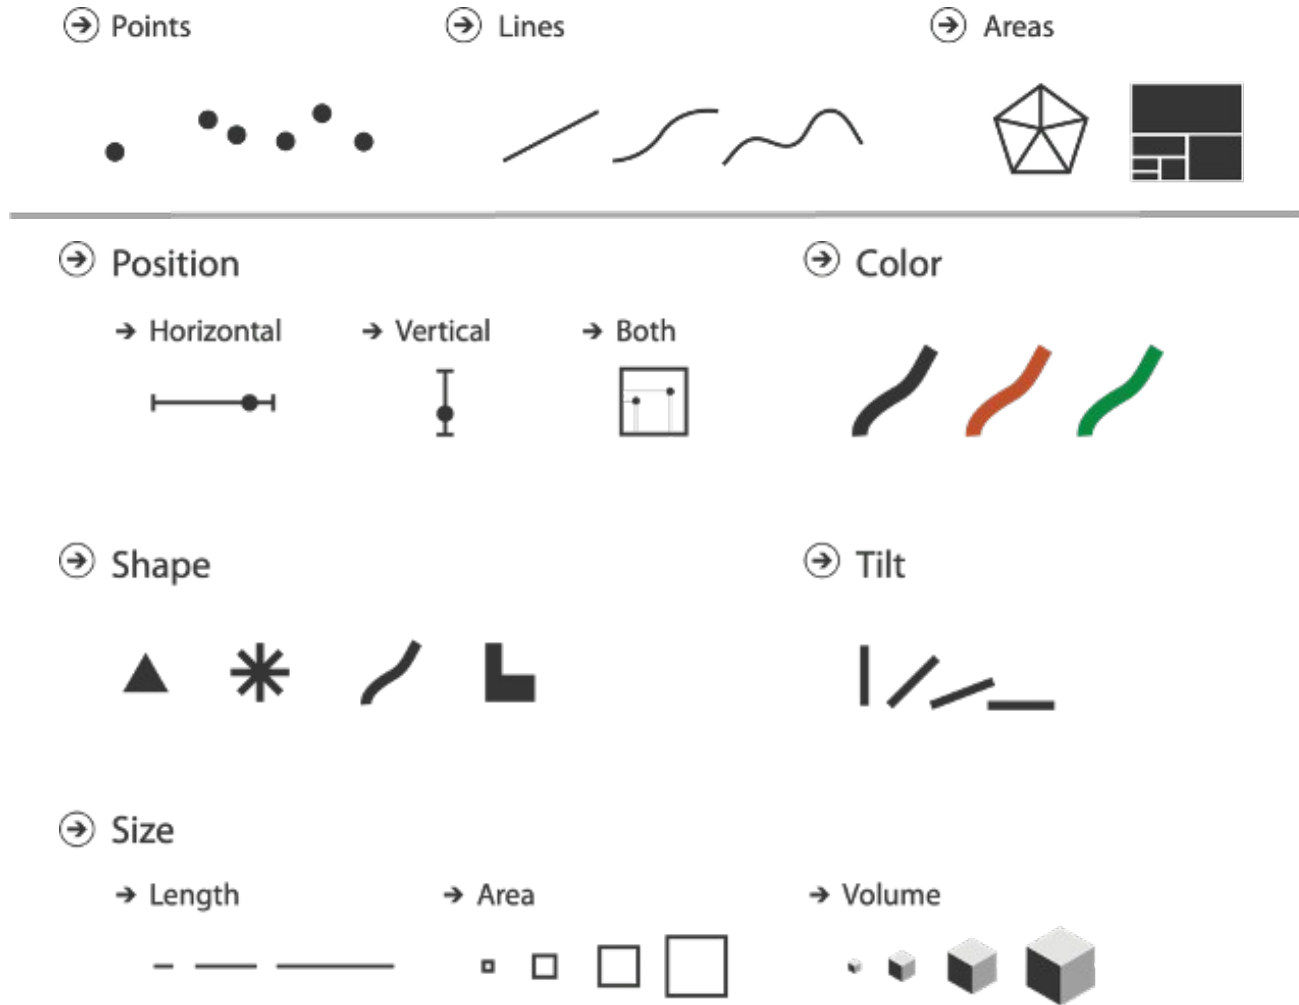 Points
Lines
Areas
Position
Color
Horizontal
Vertical
Both
Shape
Tilt
Size
Length
Area
Volume